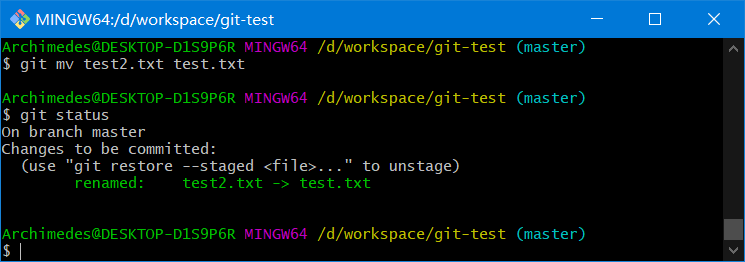 MINGW64:/d/workspace/git-test
Archimedes@DESKTOP-D1S9P6R MINGW64 /d/workspace/git-test (master)
$ git mv test2.txt test.txt
Archimedes@DESKTOP-D1S9P6R MINGW64 /d/workspace/git-test (master)
$ git status
On branch master
Changes to be committed:
  (use "git restore --staged <file>..." to unstage)
        renamed:    test2.txt -> test.txt
Archimedes@DESKTOP-D1S9P6R MINGW64 /d/workspace/git-test (master)
$